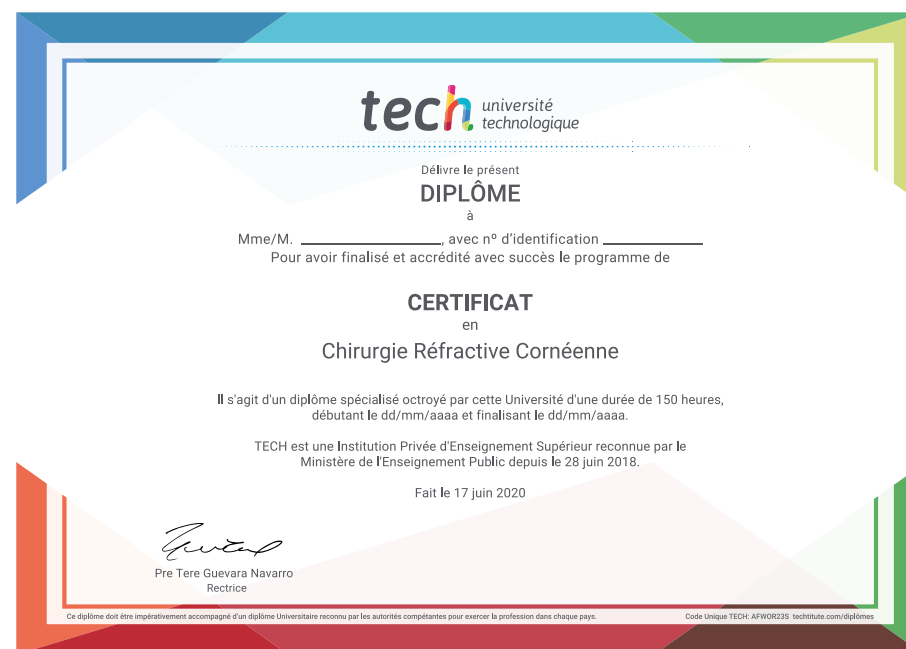 tech université
technologique
Délivre le présent
DIPLÔME
à
Mme/M. ____________________, avec nº d'identification ______________
Pour avoir finalisé et accrédité avec succès le programme de
CERTIFICAT
en
Chirurgie Réfractive Cornéenne
Il s'agit d'un diplôme spécialisé octroyé par cette Université d'une durée de 150 heures,
débutant le dd/mm/aaaa et finalisant le dd/mm/aaaa.
TECH est une Institution Privée d'Enseignement Supérieur reconnue par le
Ministère de l'Enseignement Public depuis le 28 juin 2018.
Fait le 17 juin 2020
Pre Tere Guevara Navarro
Rectrice
Ce diplôme doit être impérativement accompagné d'un diplôme Universitaire reconnu par les autorités compétantes pour exercer la profession dans chaque pays.
Code Unique TECH: AFWOR23S techtitute.com/diplômes